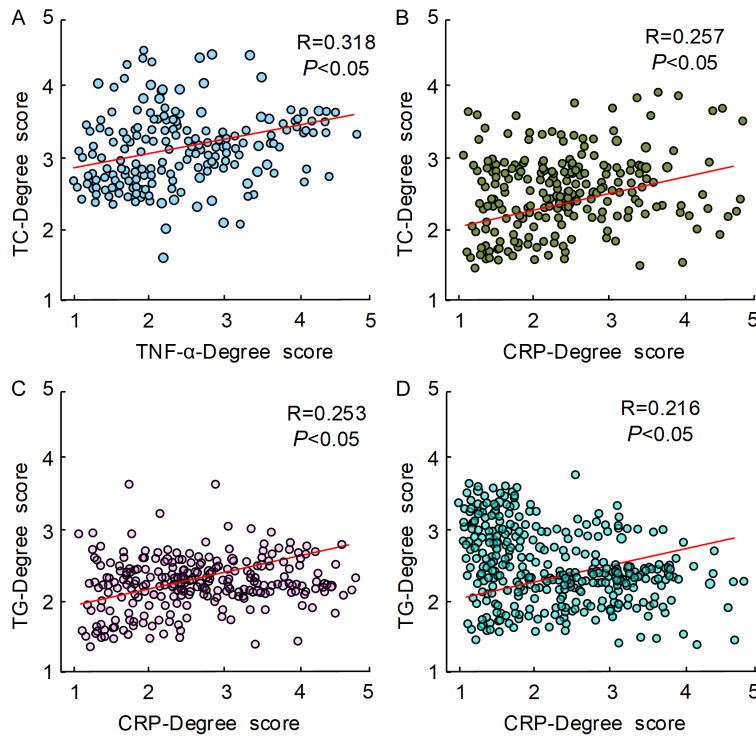 A
5
4
3
2
1
TC-Degree score
R=0.318
P<0.05
1 2 3 4 5
TNF-α-Degree score
B
5
4
3
2
1
TC-Degree score
R=0.257
P<0.05
1 2 3 4 5
CRP-Degree score
C
5
4
3
2
1
TG-Degree score
R=0.253
P<0.05
1 2 3 4 5
CRP-Degree score
D
5
4
3
2
1
TG-Degree score
R=0.216
P<0.05
1 2 3 4 5
CRP-Degree score